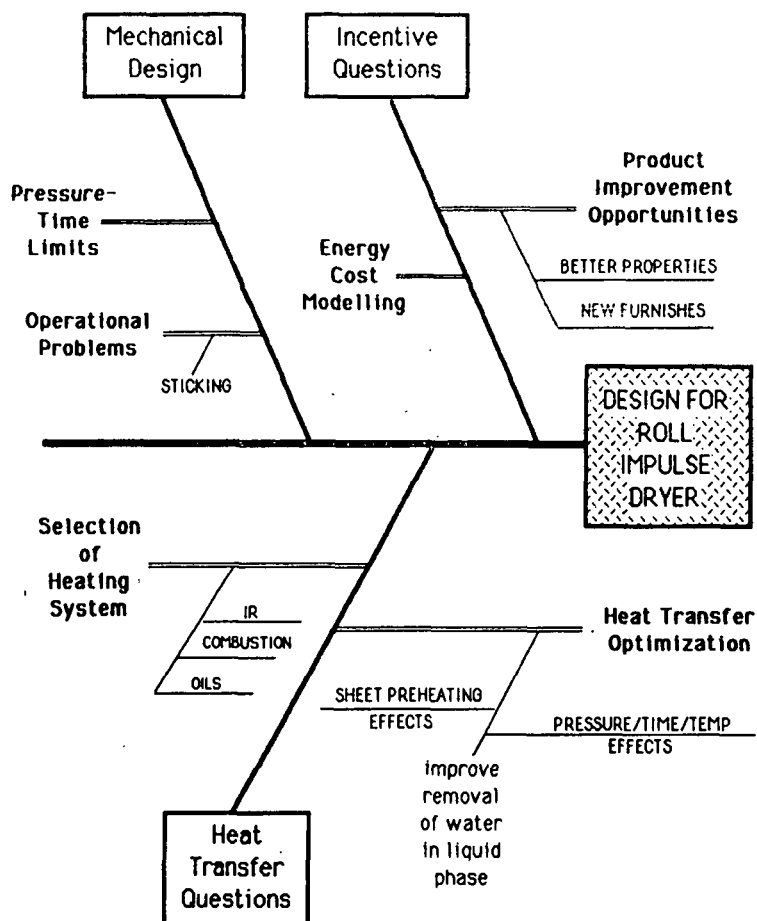 Mechanical
Design
Incentive
Questions
Pressure-
Time
Limits
Product
Improvement
Opportunities
Energy
Cost
Modelling
BETTER PROPERTIES
NEW FURNISHES
Operational
Problems
STICKING
DESIGN FOR
ROLL
IMPULSE
DRYER
Selection
of
Heating
System
IR
COMBUSTION
OILS
Heat Transfer
Optimization
SHEET PREHEATING
EFFECTS
PRESSURE/TIME/TEMP
EFFECTS
improve
removal
of water
in liquid
phase
Heat
Transfer
Questions